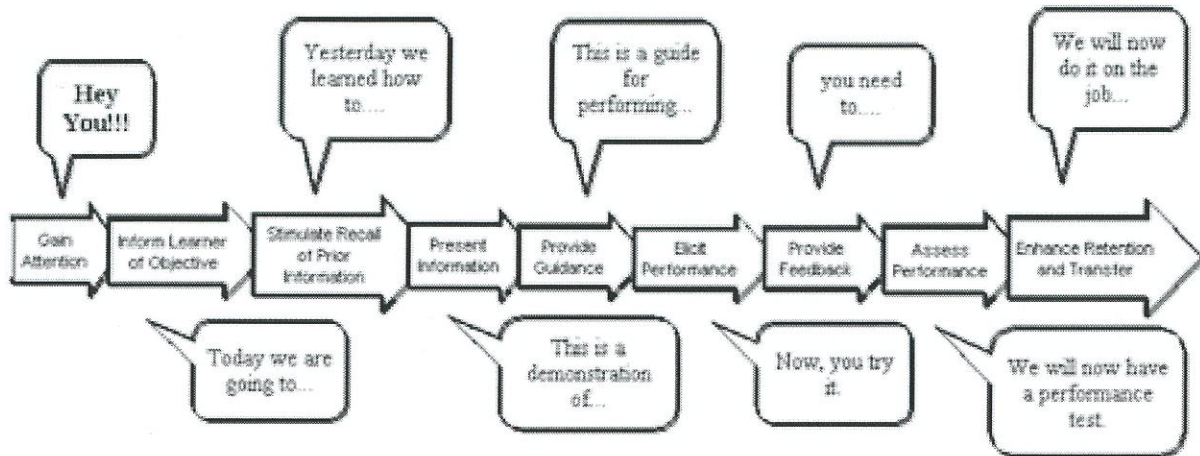 Hey
You!!!
Yesterday we
learned how
to....
This is a guide
for
performing...
you need
to....
We will now
do it on the
job...
Gain
Attention
Inform Learner
of Objective
Stimulate Recall
of Prior
Information
Present
Information
Provide
Guidance
Elicit
Performance
Provide
Feedback
Assess
Performance
Enhance Retention
and Transfer
Today we are
going to...
This is a
demonstration
of...
Now, you try
it.
We will now have
a performance
test.